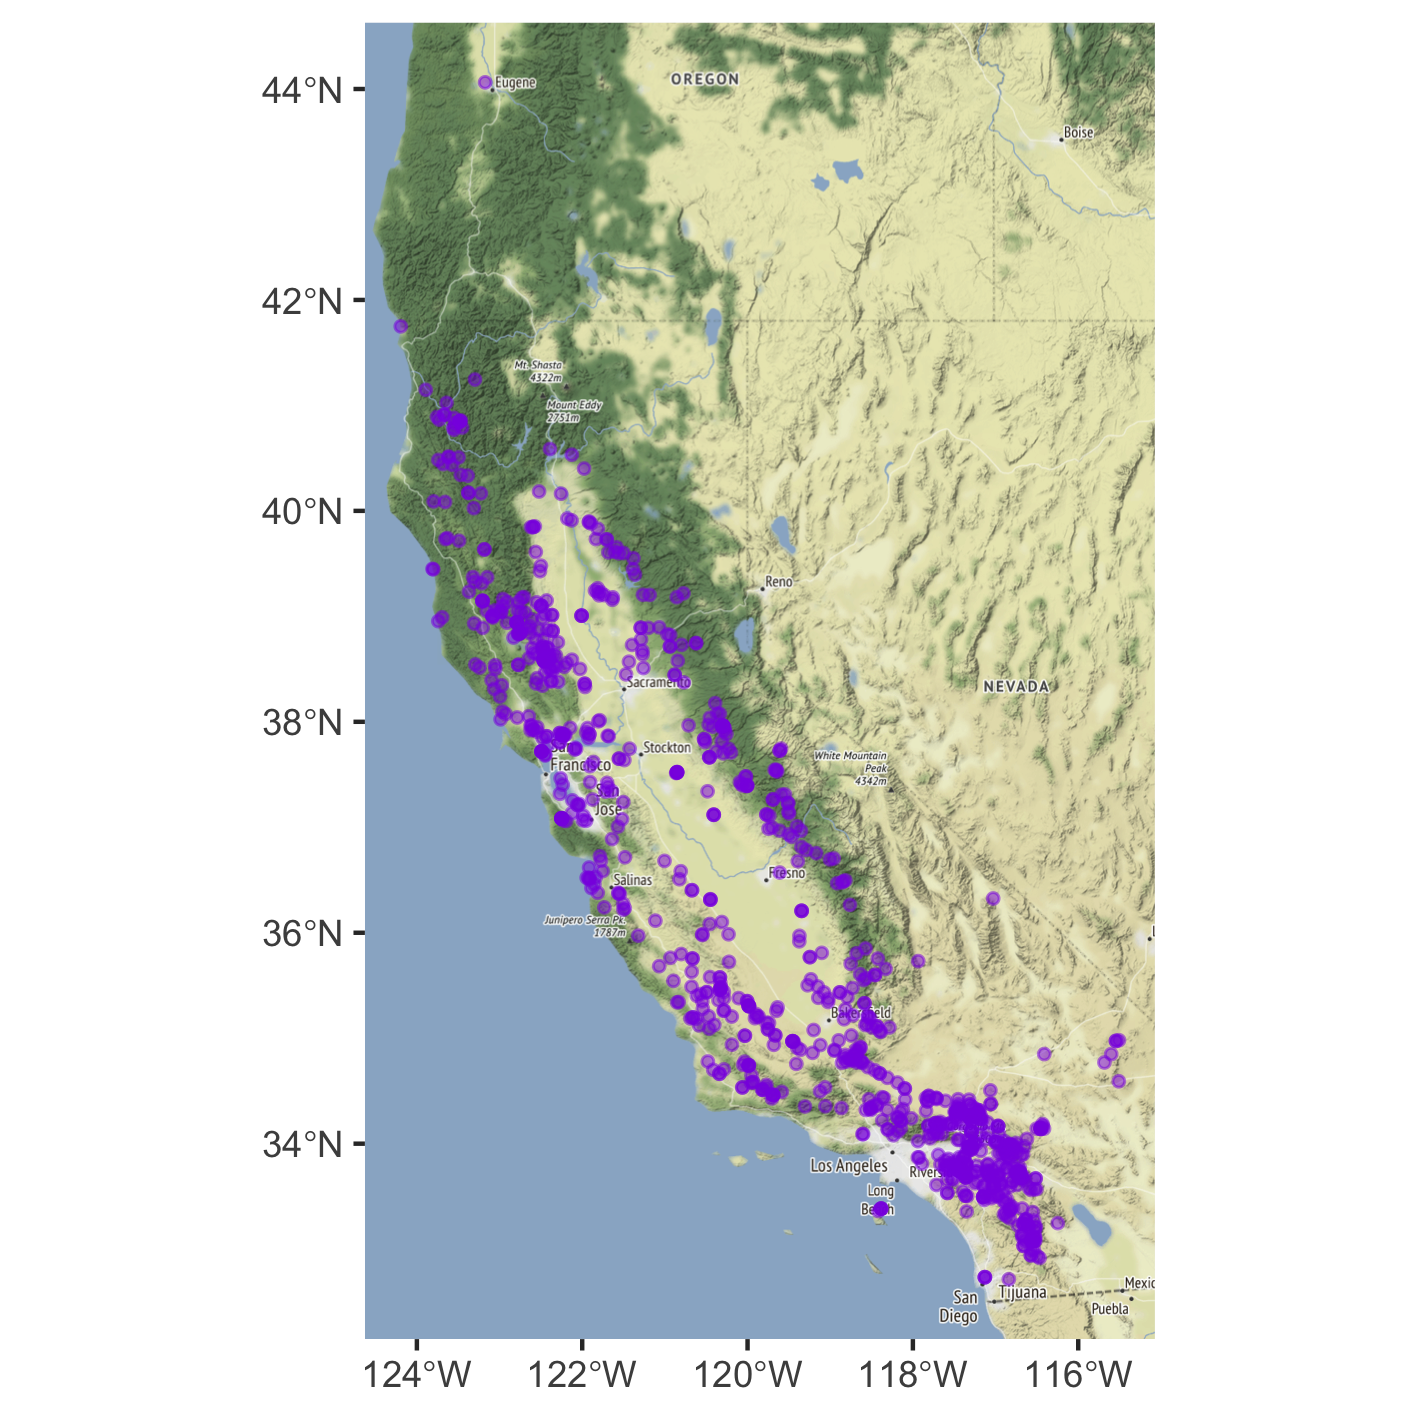 44°N
42°N
40°N
38°N
36°N
34°N
Eugene
OREGON
Boise
Mt. Shasta
4322m
Mount Eddy
2751m
Reno
NEVADA
Sacramento
Stockton
White Mountain
Peak
4342m
San
Francisco
San
Jose
Salinas
Fresno
Junipero Serra Pk.
1787m
L
Bakersfield
Los Angeles
Rivers
Long
Beach
San
Diego
Tijuana
Mexic
Puebla
124°W
122°W
120°W
118°W
116°W